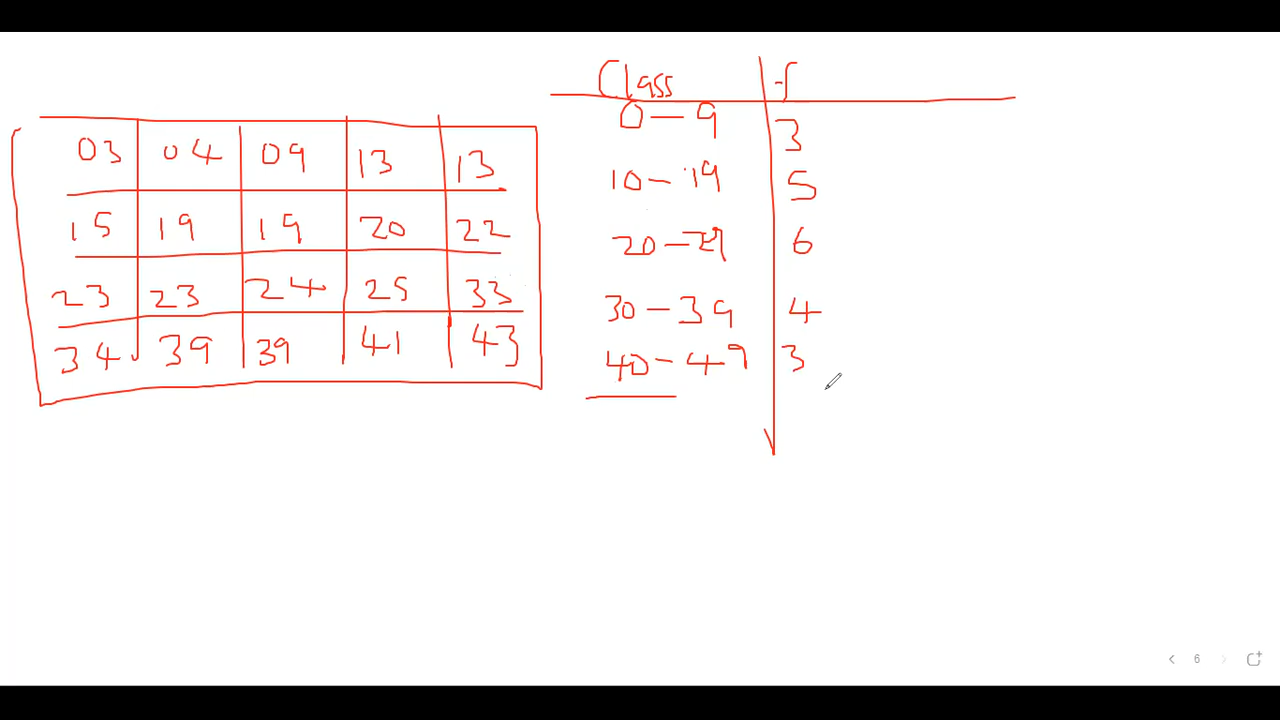 03 04 09 13 13
15 19 19 20 22
23 23 24 25 33
34 39 39 41 43
Class f
0 - 9 3
10 - 19 5
20 - 29 6
30 - 39 4
40 - 49 3
6